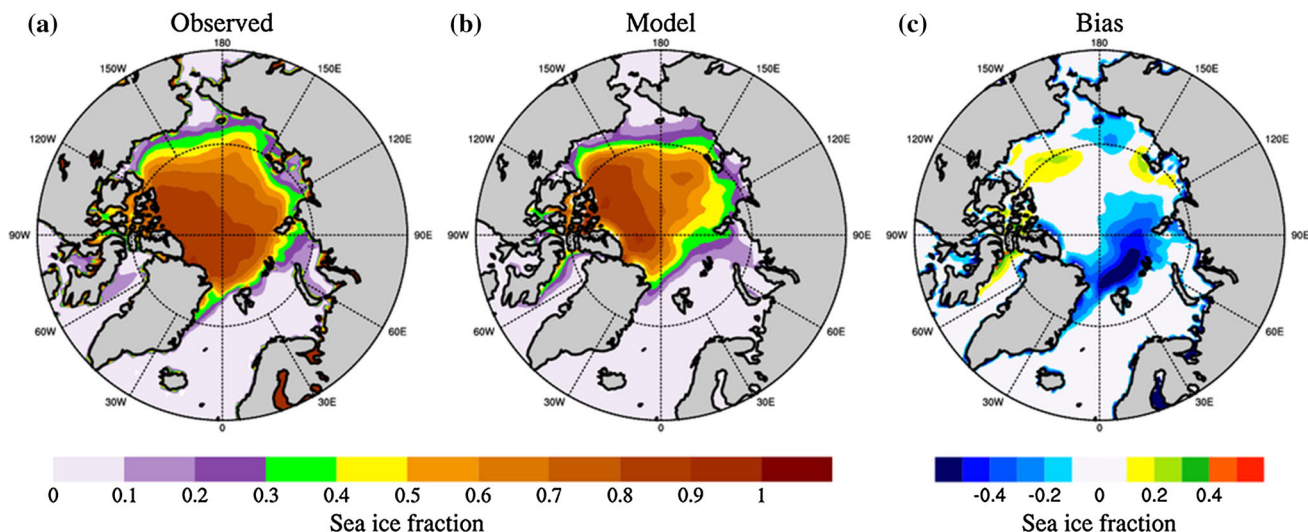 (a) Observed (b) Model (c) Bias
180 180 180
150W 150E 150W 150E 150W 150E
120W 120E 120W 120E 120W 120E
90W 90E 90W 90E 90W 90E
60W 60E 60W 60E 60W 60E
30W 30E 30W 30E 30W 30E
0 0 0
0 0.1 0.2 0.3 0.4 0.5 0.6 0.7 0.8 0.9 1 -0.4 -0.2 0 0.2 0.4
Sea ice fraction Sea ice fraction